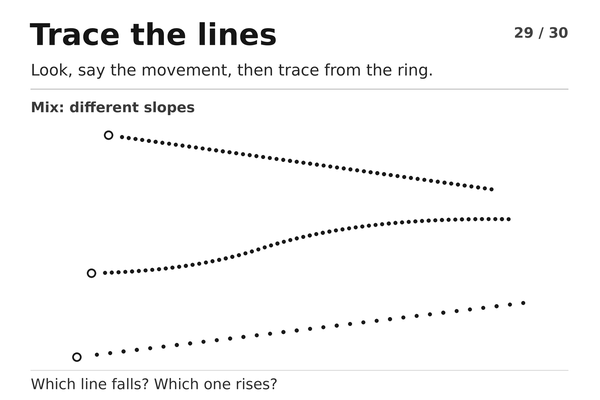 Trace the lines
29 / 30
Look, say the movement, then trace from the ring.
Mix: different slopes
Which line falls? Which one rises?